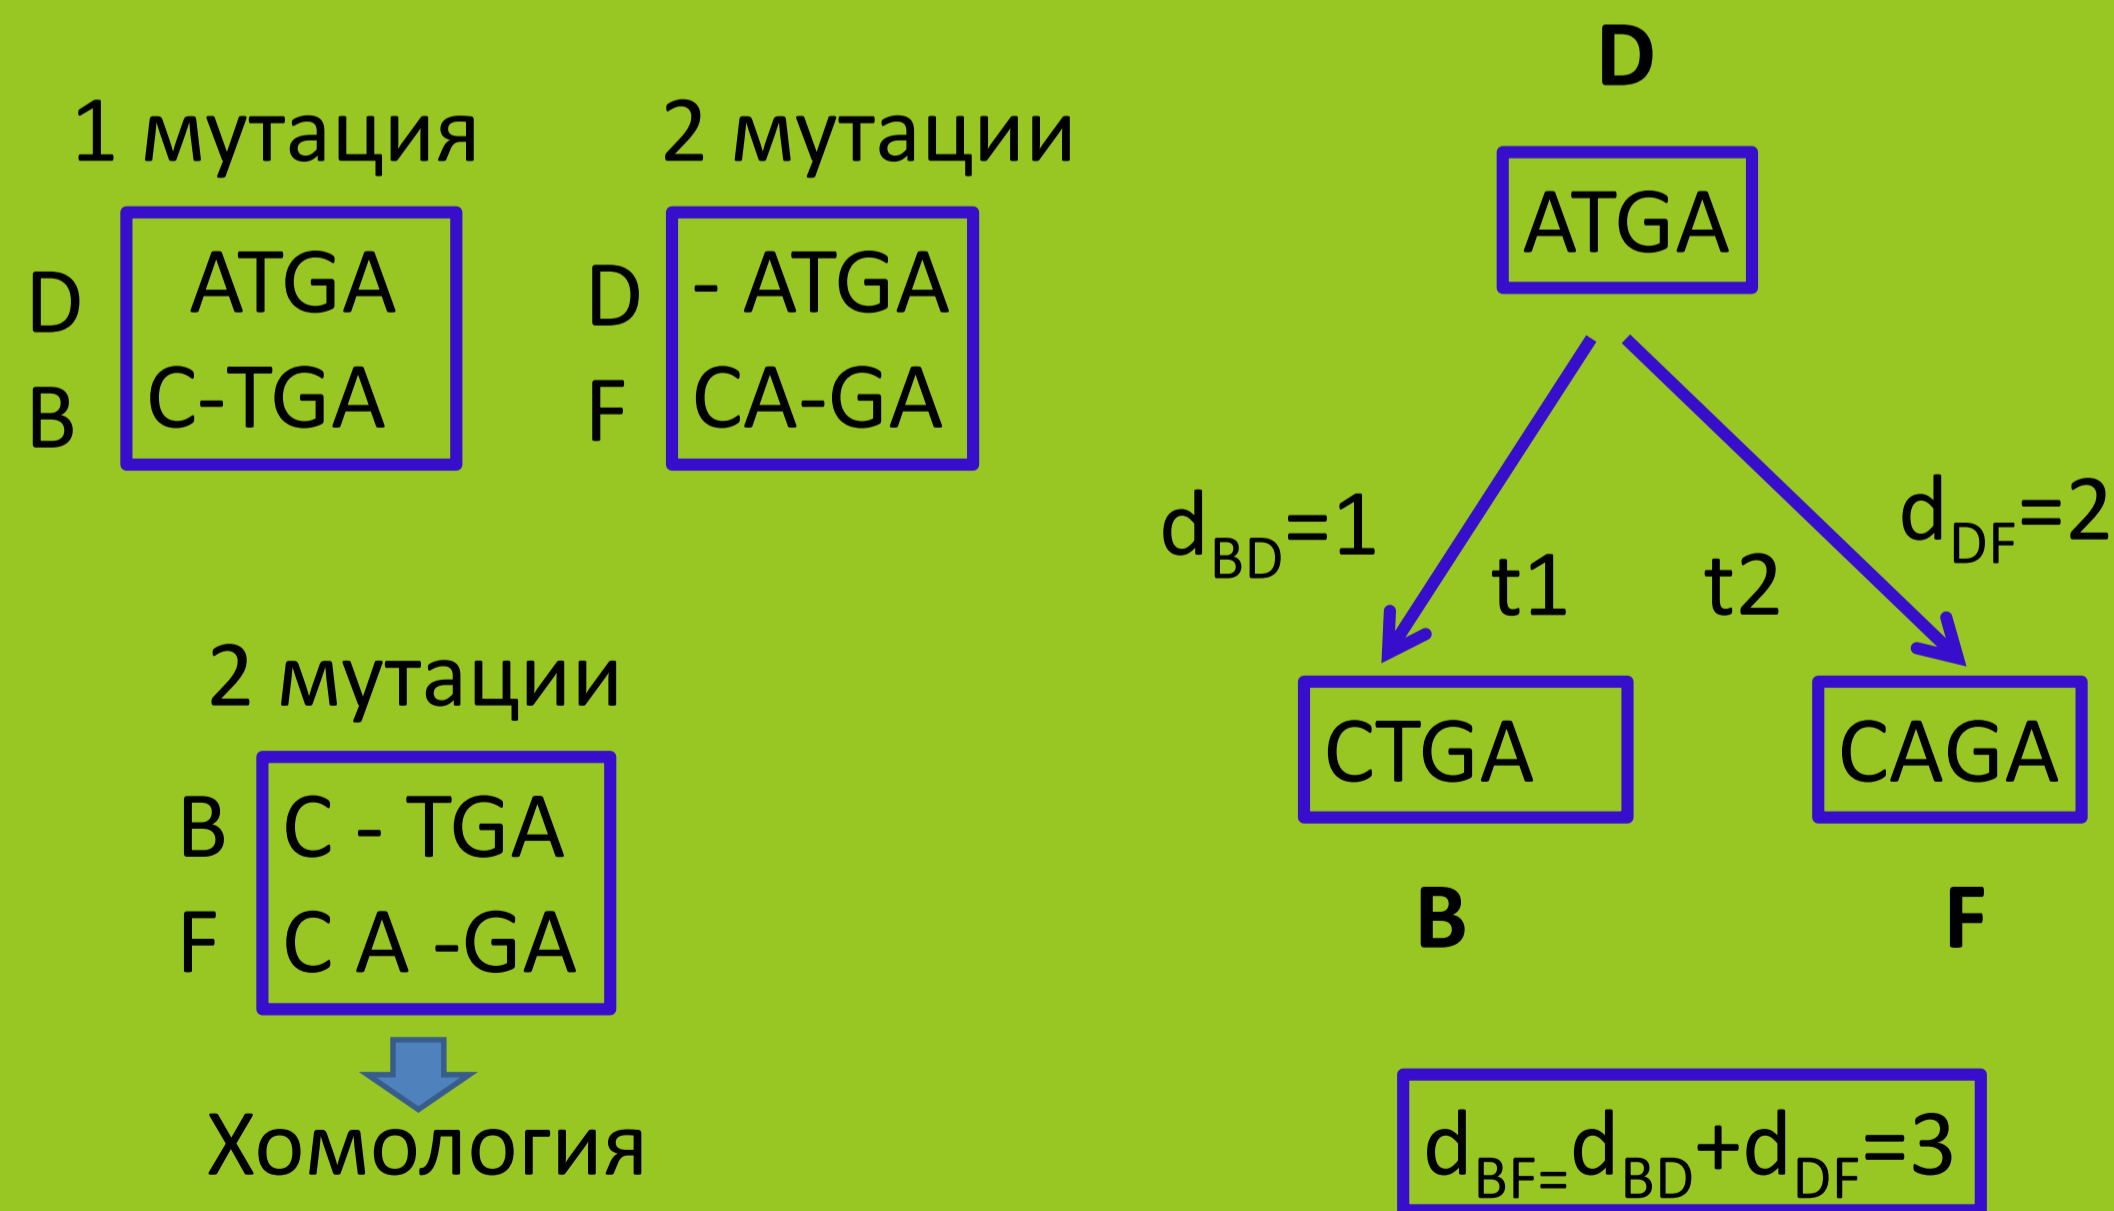 1 мутация
D ATGA
B C-TGA
2 мутации
D - ATGA
F CA-GA
2 мутации
B C - TGA
F C A -GA
Хомология
D
ATGA
d_BD=1
t1
t2
d_DF=2
CTGA
CAGA
B
F
d_BF=d_BD+d_DF=3